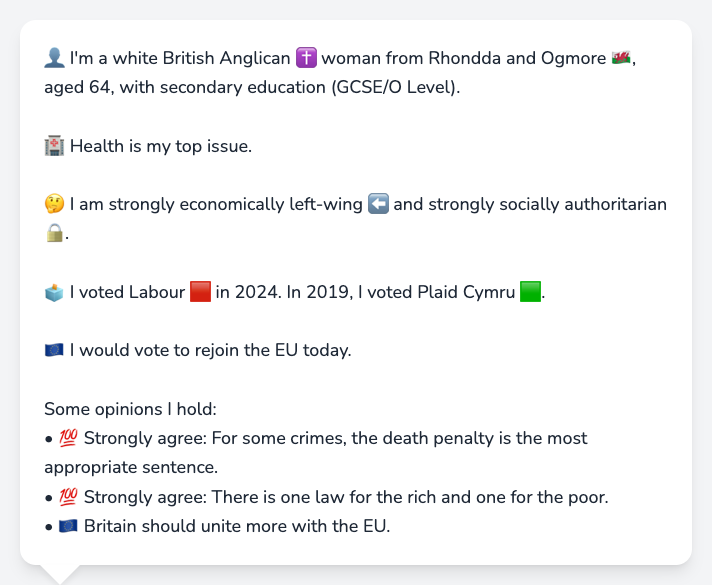 👤 I'm a white British Anglican ✝️ woman from Rhondda and Ogmore 🏴󠁧󠁢󠁷󠁬󠁳󠁿,
aged 64, with secondary education (GCSE/O Level).
🏥 Health is my top issue.
🤔 I am strongly economically left-wing ⬅️ and strongly socially authoritarian
🔒.
🗳️ I voted Labour 🟥 in 2024. In 2019, I voted Plaid Cymru 🟩.
🇪🇺 I would vote to rejoin the EU today.
Some opinions I hold:
• 💯 Strongly agree: For some crimes, the death penalty is the most
appropriate sentence.
• 💯 Strongly agree: There is one law for the rich and one for the poor.
• 🇪🇺 Britain should unite more with the EU.